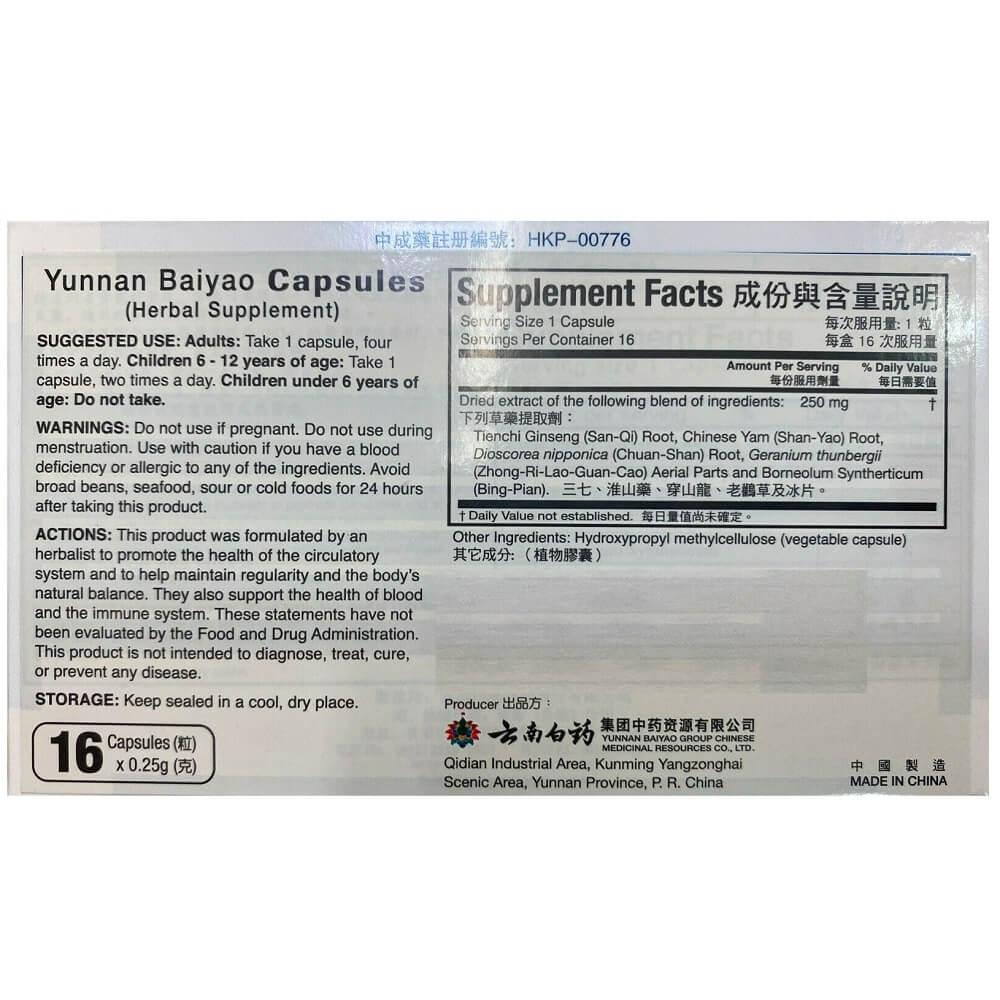 中成藥註册編號：HKP-00776
Yunnan Baiyao Capsules
(Herbal Supplement)
SUGGESTED USE: Adults: Take 1 capsule, four
times a day. Children 6 - 12 years of age: Take 1
capsule, two times a day. Children under 6 years of
age: Do not take.
WARNINGS: Do not use if pregnant. Do not use during
menstruation. Use with caution if you have a blood
deficiency or allergic to any of the ingredients. Avoid
broad beans, seafood, sour or cold foods for 24 hours
after taking this product.
ACTIONS: This product was formulated by an
herbalist to promote the health of the circulatory
system and to help maintain regularity and the body's
natural balance. They also support the health of blood
and the immune system. These statements have not
been evaluated by the Food and Drug Administration.
This product is not intended to diagnose, treat, cure,
or prevent any disease.
STORAGE: Keep sealed in a cool, dry place.
16 Capsules (粒)
x 0.25g (克)
Supplement Facts 成份與含量說明
Serving Size 1 Capsule 每次服用量: 1 粒
Servings Per Container 16 每盒 16 次服用量
Amount Per Serving % Daily Value
每份服用劑量 每日需要值
Dried extract of the following blend of ingredients: 250 mg †
下列草藥提取劑：
Tienchi Ginseng (San-Qi) Root, Chinese Yam (Shan-Yao) Root,
Dioscorea nipponica (Chuan-Shan) Root, Geranium thunbergii
(Zhong-Ri-Lao-Guan-Cao) Aerial Parts and Borneolum Syntherticum
(Bing-Pian). 三七、淮山藥、穿山龍、老鸛草及冰片。
† Daily Value not established. 每日量值尚未確定。
Other Ingredients: Hydroxypropyl methylcellulose (vegetable capsule)
其它成分:（植物膠囊）
Producer 出品方：
云南白药 集团中药资源有限公司
YUNNAN BAIYAO GROUP CHINESE
MEDICINAL RESOURCES CO., LTD.
Qidian Industrial Area, Kunming Yangzonghai
Scenic Area, Yunnan Province, P. R. China
中國製造
MADE IN CHINA